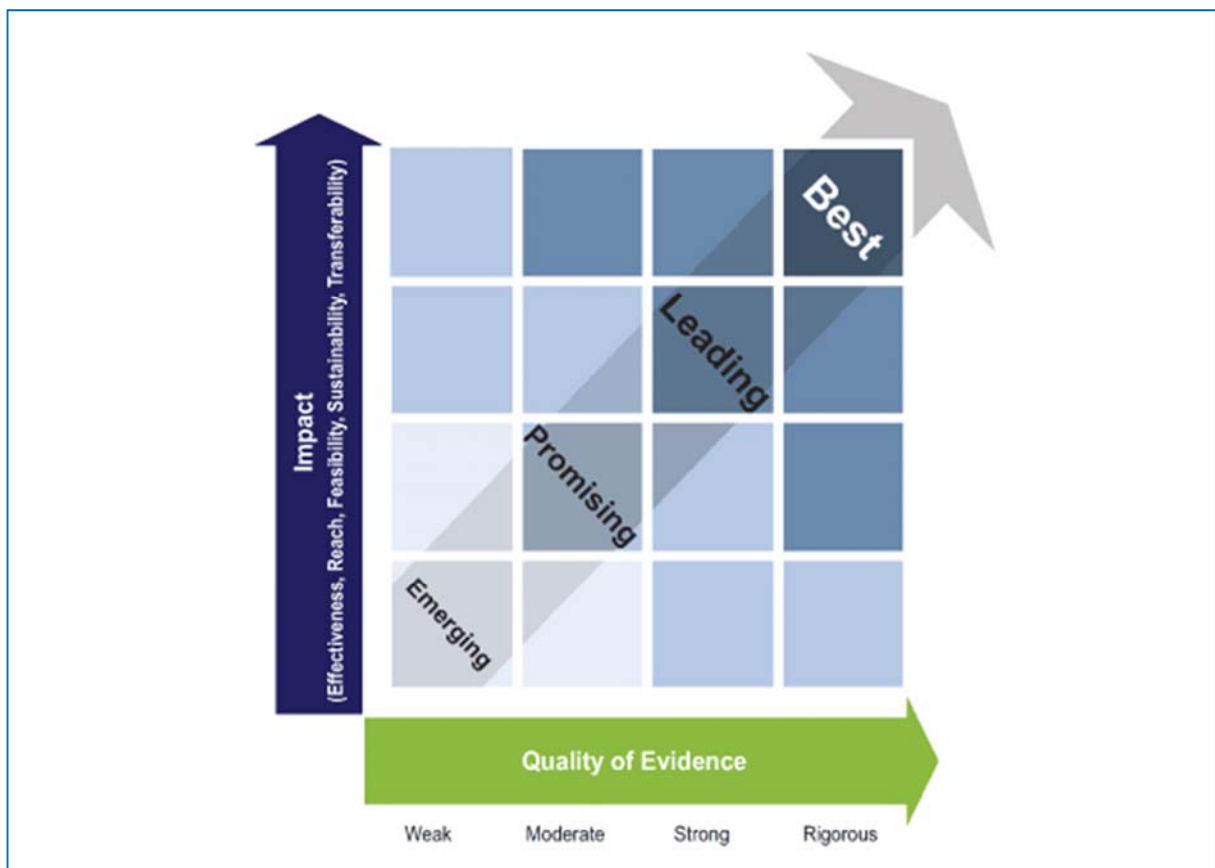 Impact
(Effectiveness, Reach, Feasibility, Sustainability, Transferability)
Best
Leading
Promising
Emerging
Quality of Evidence
Weak Moderate Strong Rigorous